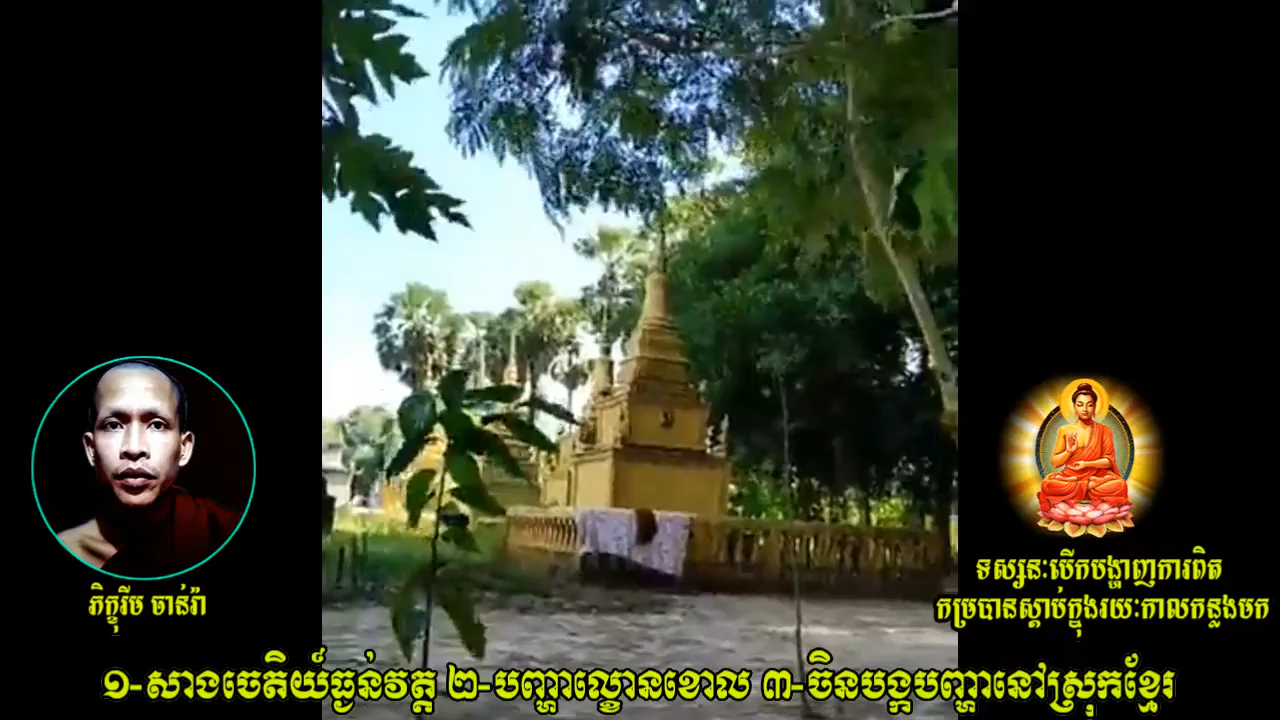 ភិក្ខុរីម ចាន់រ៉ា
ទស្សនៈបើកបង្ហាញការពិត
កម្របានស្តាប់ក្នុងរយៈកាលកន្លងមក
១-សាងចេតិយ៍ធ្ងន់វត្ត ២-បញ្ហាល្ខោនខោល ៣-ចិនបង្កបញ្ហានៅស្រុកខ្មែរ